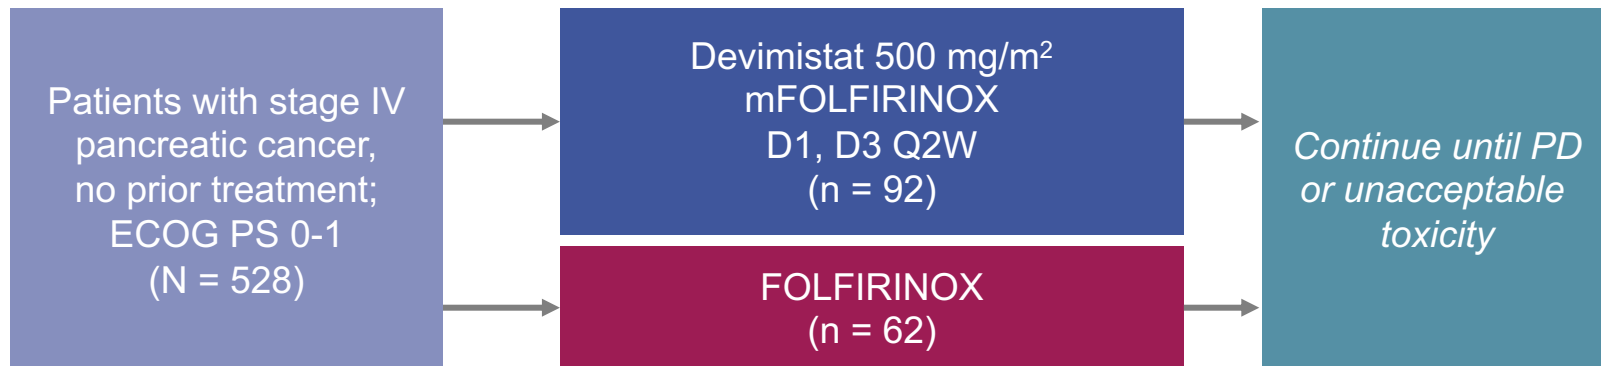 Patients with stage IV
pancreatic cancer,
no prior treatment;
ECOG PS 0-1
(N = 528)
Devimistat 500 mg/m²
mFOLFIRINOX
D1, D3 Q2W
(n = 92)
FOLFIRINOX
(n = 62)
Continue until PD
or unacceptable
toxicity